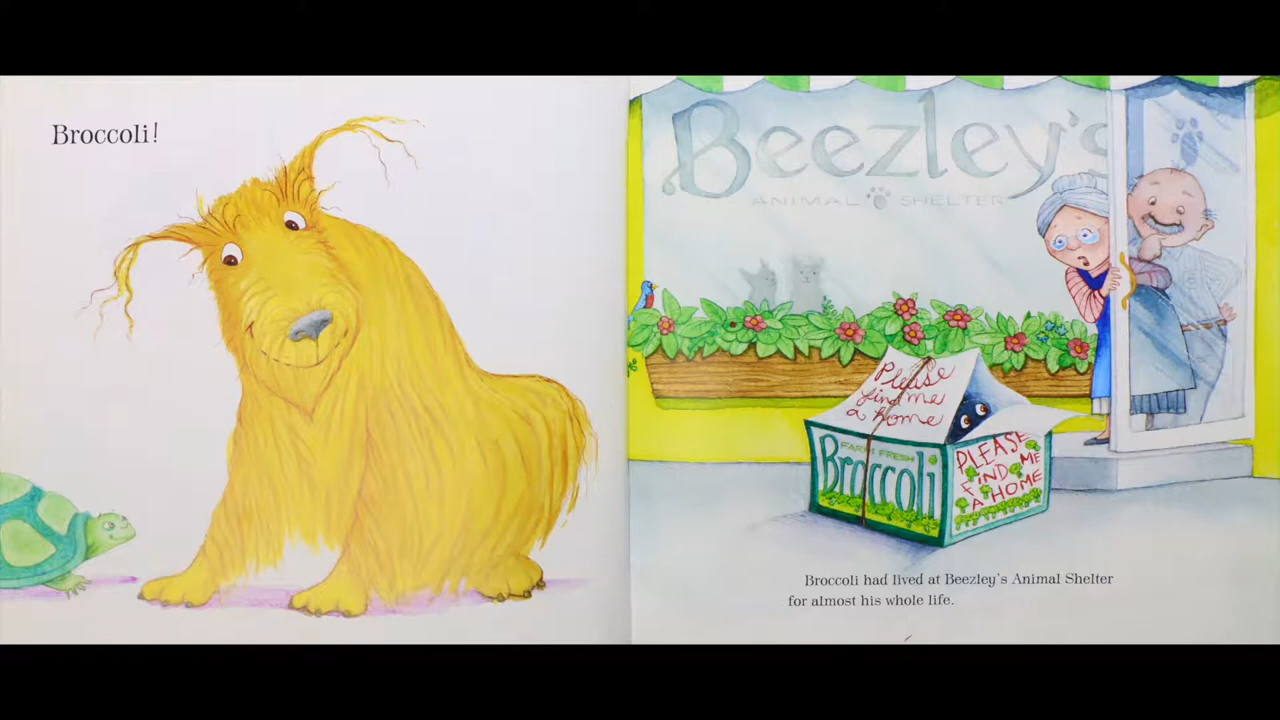 Broccoli!
Beezley's
ANIMAL SHELTER
Please
find me
a home
FARM FRESH
Broccoli
PLEASE
FIND ME
A HOME
Broccoli had lived at Beezley's Animal Shelter
for almost his whole life.